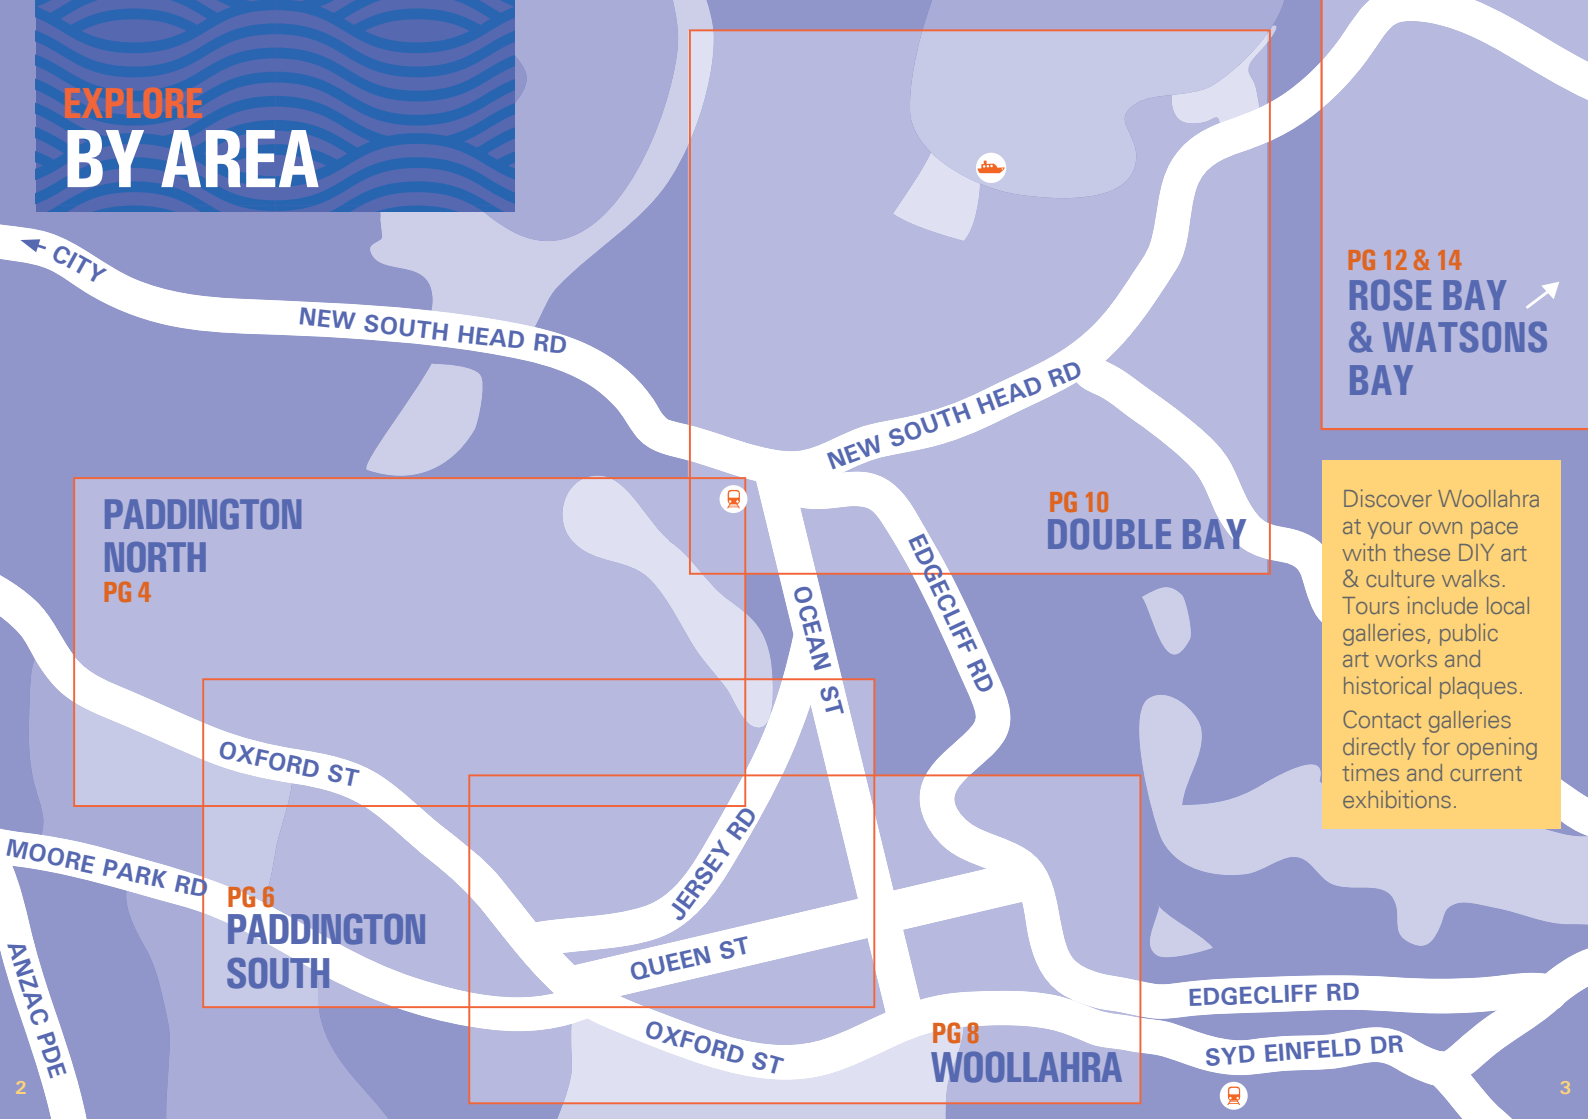 EXPLORE
BY AREA
CITY
NEW SOUTH HEAD RD
NEW SOUTH HEAD RD
PG 12 & 14
ROSE BAY
& WATSONS
BAY
PADDINGTON
NORTH
PG 4
PG 10
DOUBLE BAY
Discover Woollahra
at your own pace
with these DIY art
& culture walks.
Tours include local
galleries, public
art works and
historical plaques.
Contact galleries
directly for opening
times and current
exhibitions.
EDGECLIFF RD
OCEAN ST
OXFORD ST
JERSEY RD
MOORE PARK RD
PG 6
PADDINGTON
SOUTH
QUEEN ST
ANZAC PDE
OXFORD ST
PG 8
WOOLLAHRA
EDGECLIFF RD
SYD EINFELD DR
2
3